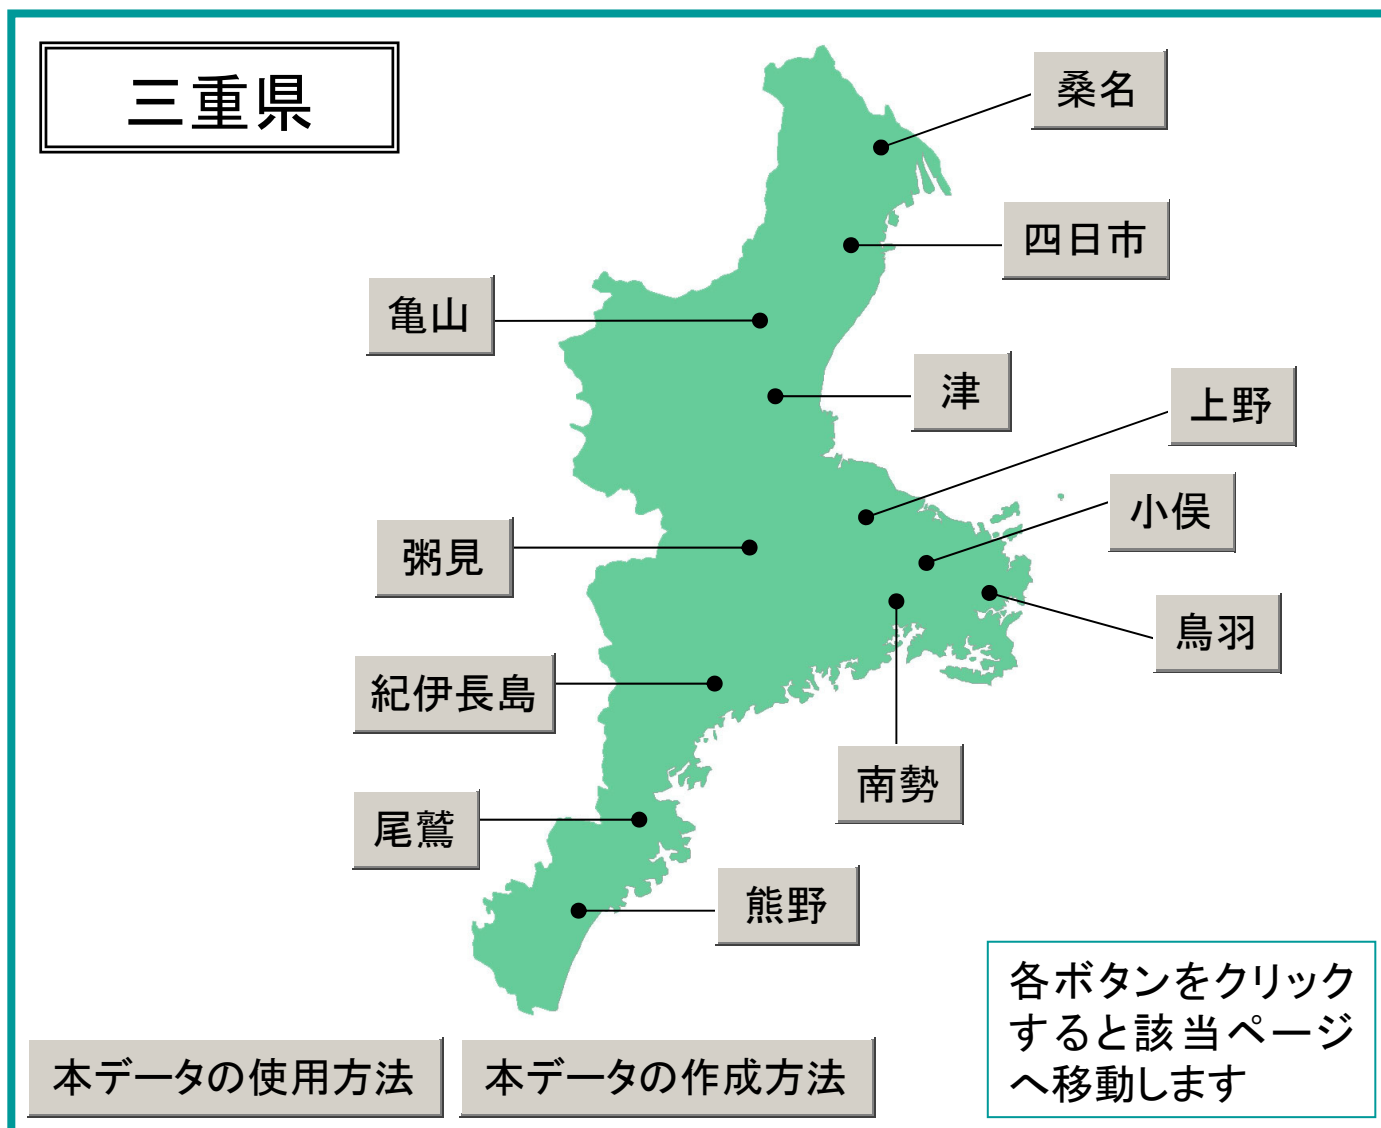 三重県
桑名
四日市
亀山
津
上野
小俣
粥見
鳥羽
紀伊長島
南勢
尾鷲
熊野
各ボタンをクリック
すると該当ページ
へ移動します
本データの使用方法
本データの作成方法